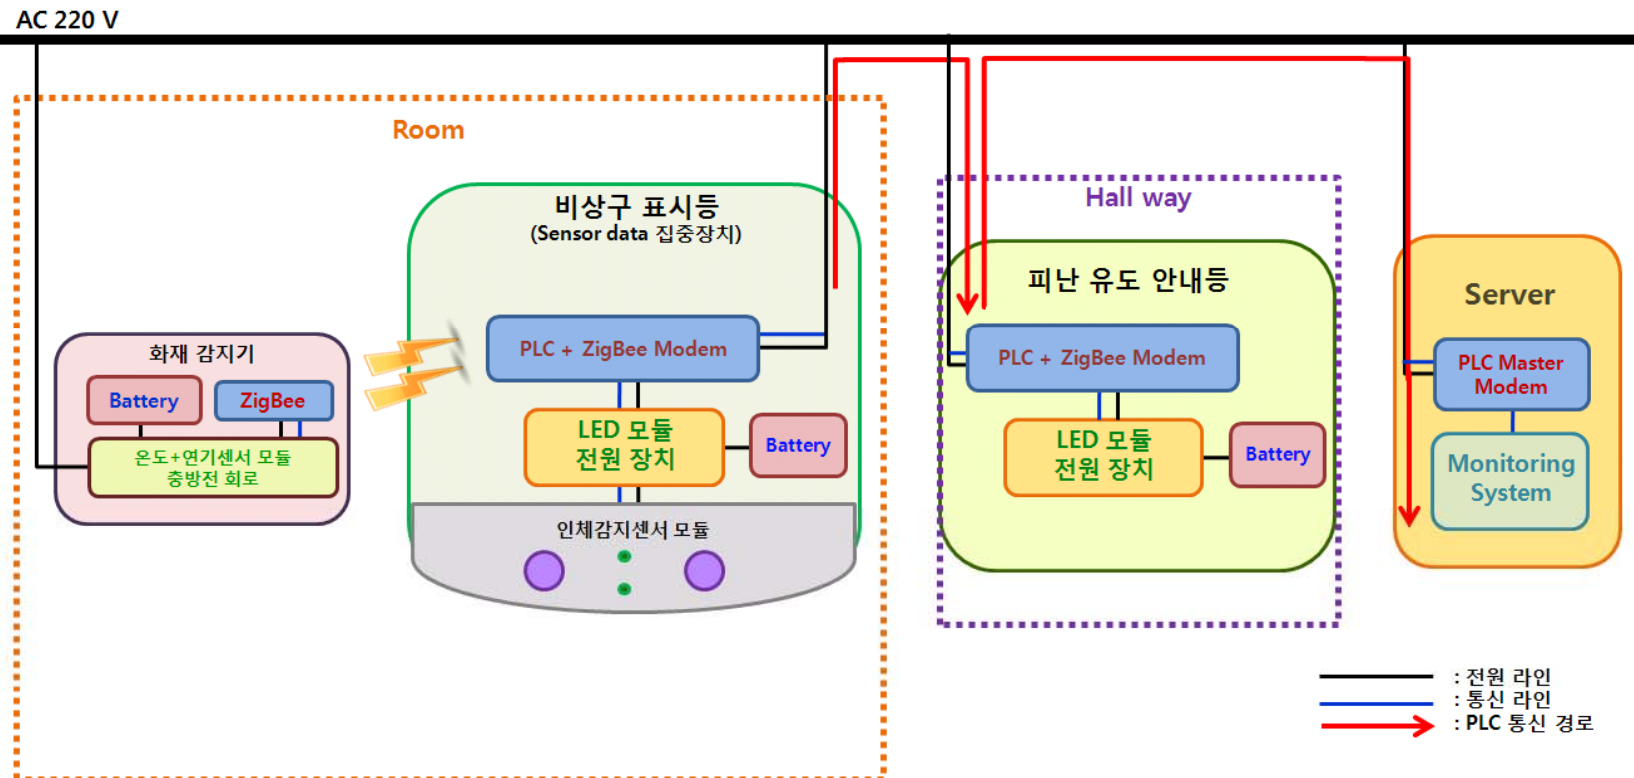 AC 220 V
Room
비상구 표시등
(Sensor data 집중장치)
PLC + ZigBee Modem
LED 모듈
전원 장치
Battery
인체감지센서 모듈
화재 감지기
Battery
ZigBee
온도+연기센서 모듈
충방전 회로
Hall way
피난 유도 안내등
PLC + ZigBee Modem
LED 모듈
전원 장치
Battery
Server
PLC Master
Modem
Monitoring
System
: 전원 라인
: 통신 라인
: PLC 통신 경로